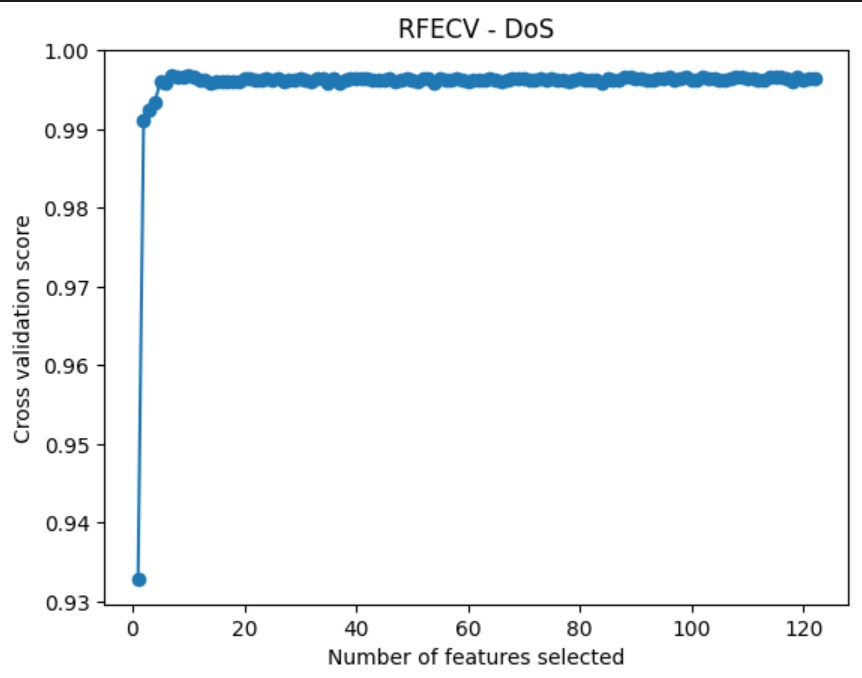 RFECV - DoS
1.00
0.99
0.98
0.97
0.96
0.95
0.94
0.93
Cross validation score
0 20 40 60 80 100 120
Number of features selected